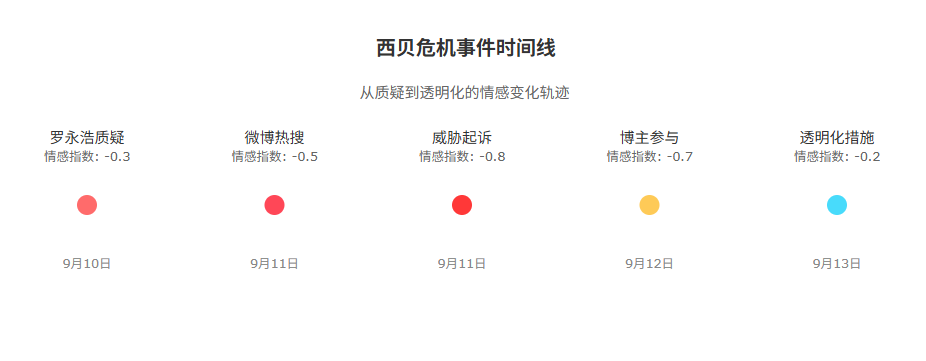 西贝危机事件时间线
从质疑到透明化的情感变化轨迹
罗永浩质疑
情感指数: -0.3
9月10日
微博热搜
情感指数: -0.5
9月11日
威胁起诉
情感指数: -0.8
9月11日
博主参与
情感指数: -0.7
9月12日
透明化措施
情感指数: -0.2
9月13日